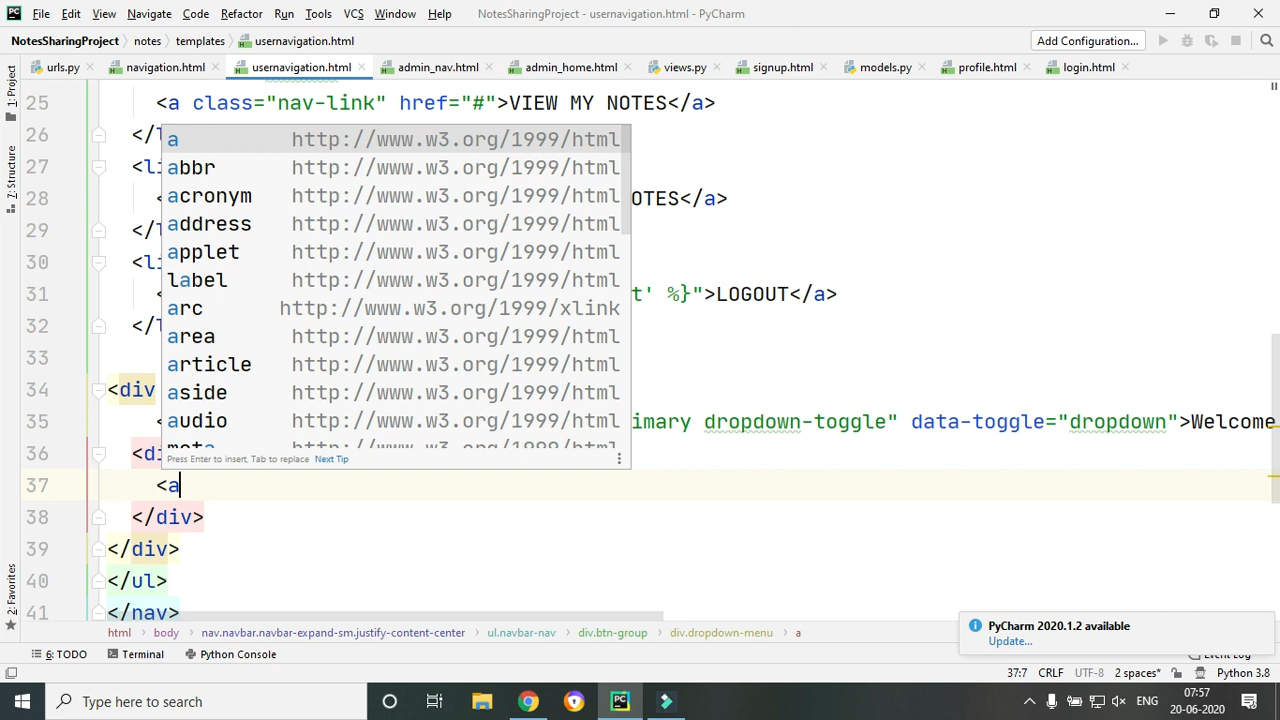 File Edit View Navigate Code Refactor Run Tools VCS Window Help NotesSharingProject - usernavigation.html - PyCharm
NotesSharingProject notes templates usernavigation.html Add Configuration...
urls.py navigation.html usernavigation.html admin_nav.html admin_home.html views.py signup.html models.py profile.html login.html
1: Project
7: Structure
2: Favorites
25 <a class="nav-link" href="#">VIEW MY NOTES</a>
26 </
a http://www.w3.org/1999/html
27 <li
abbr http://www.w3.org/1999/html
28 < OTES</a>
acronym http://www.w3.org/1999/html
29 </
address http://www.w3.org/1999/html
30 <li
applet http://www.w3.org/1999/html
label http://www.w3.org/1999/html
31 < t' %}">LOGOUT</a>
arc http://www.w3.org/1999/xlink
32 </
area http://www.w3.org/1999/html
33
article http://www.w3.org/1999/html
34 <div
aside http://www.w3.org/1999/html
35 < imary dropdown-toggle" data-toggle="dropdown">Welcome
audio http://www.w3.org/1999/html
meta http://www.w3.org/1999/html
36 <di
Press Enter to insert, Tab to replace Next Tip
37 <a
38 </div>
39 </div>
40 </ul>
41 </nav>
html body nav.navbar.navbar-expand-sm.justify-content-center ul.navbar-nav div.btn-group div.dropdown-menu a
PyCharm 2020.1.2 available
Update...
6: TODO Terminal Python Console Event Log
37:7 CRLF UTF-8 2 spaces* Python 3.8
Type here to search
ENG 07:57
20-06-2020